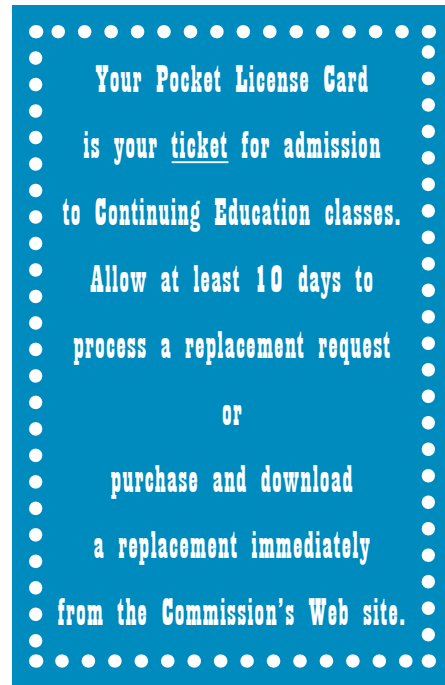 Your Pocket License Card
is your ticket for admission
to Continuing Education classes.
Allow at least 10 days to
process a replacement request
or
purchase and download
a replacement immediately
from the Commission's Web site.